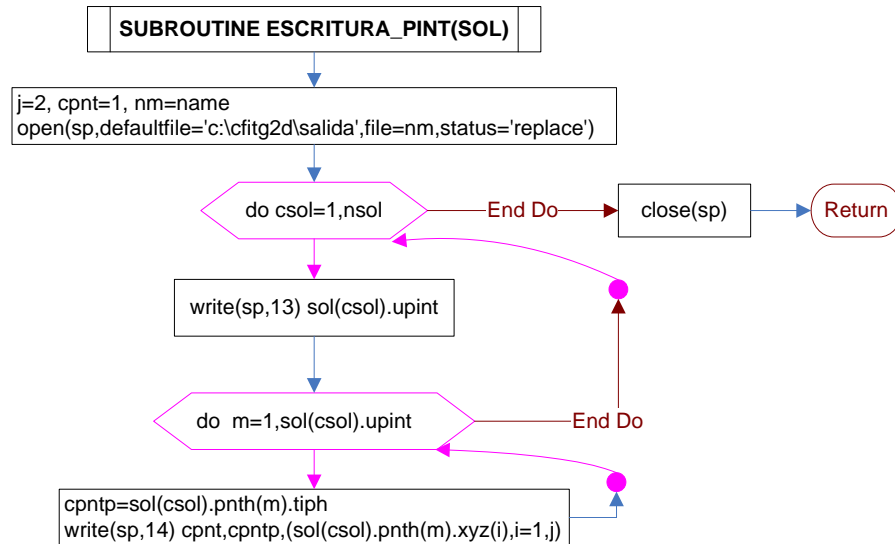 SUBROUTINE ESCRITURA_PINT(SOL)
j=2, cpnt=1, nm=name
open(sp,defaultfile='c:\cfitg2d\salida',file=nm,status='replace')
do csol=1,nsol
End Do
close(sp)
Return
write(sp,13) sol(csol).upint
do  m=1,sol(csol).upint
End Do
cpntp=sol(csol).pnth(m).tiph
write(sp,14) cpnt,cpntp,(sol(csol).pnth(m).xyz(i),i=1,j)